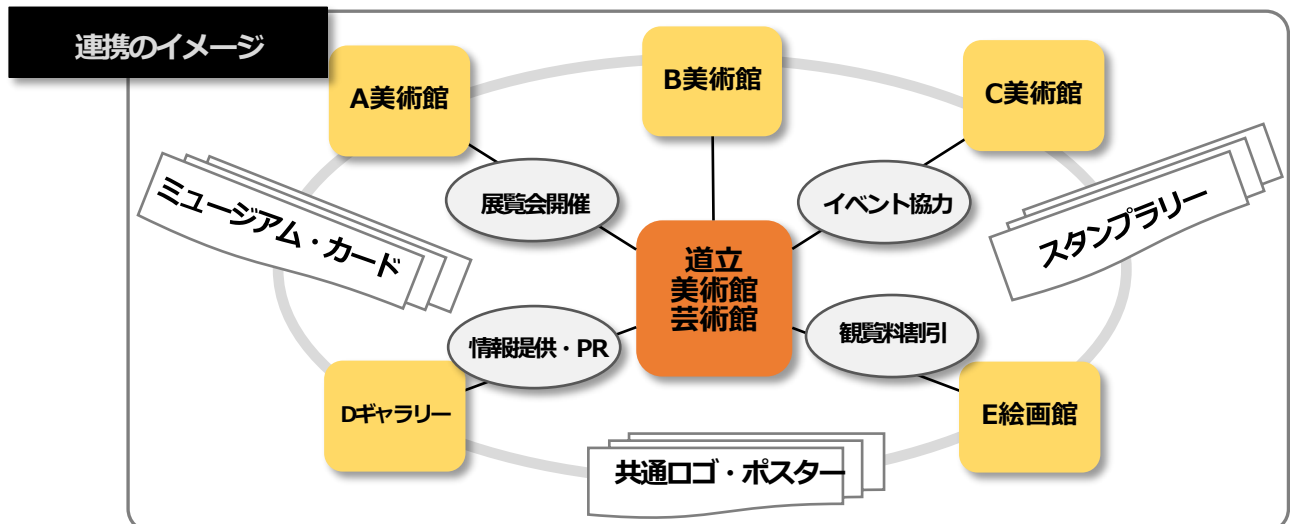 連携のイメージ
A美術館
B美術館
C美術館
ミュージアム・カード
展覧会開催
イベント協力
スタンプラリー
道立
美術館
芸術館
情報提供・PR
観覧料割引
Dギャラリー
E絵画館
共通ロゴ・ポスター